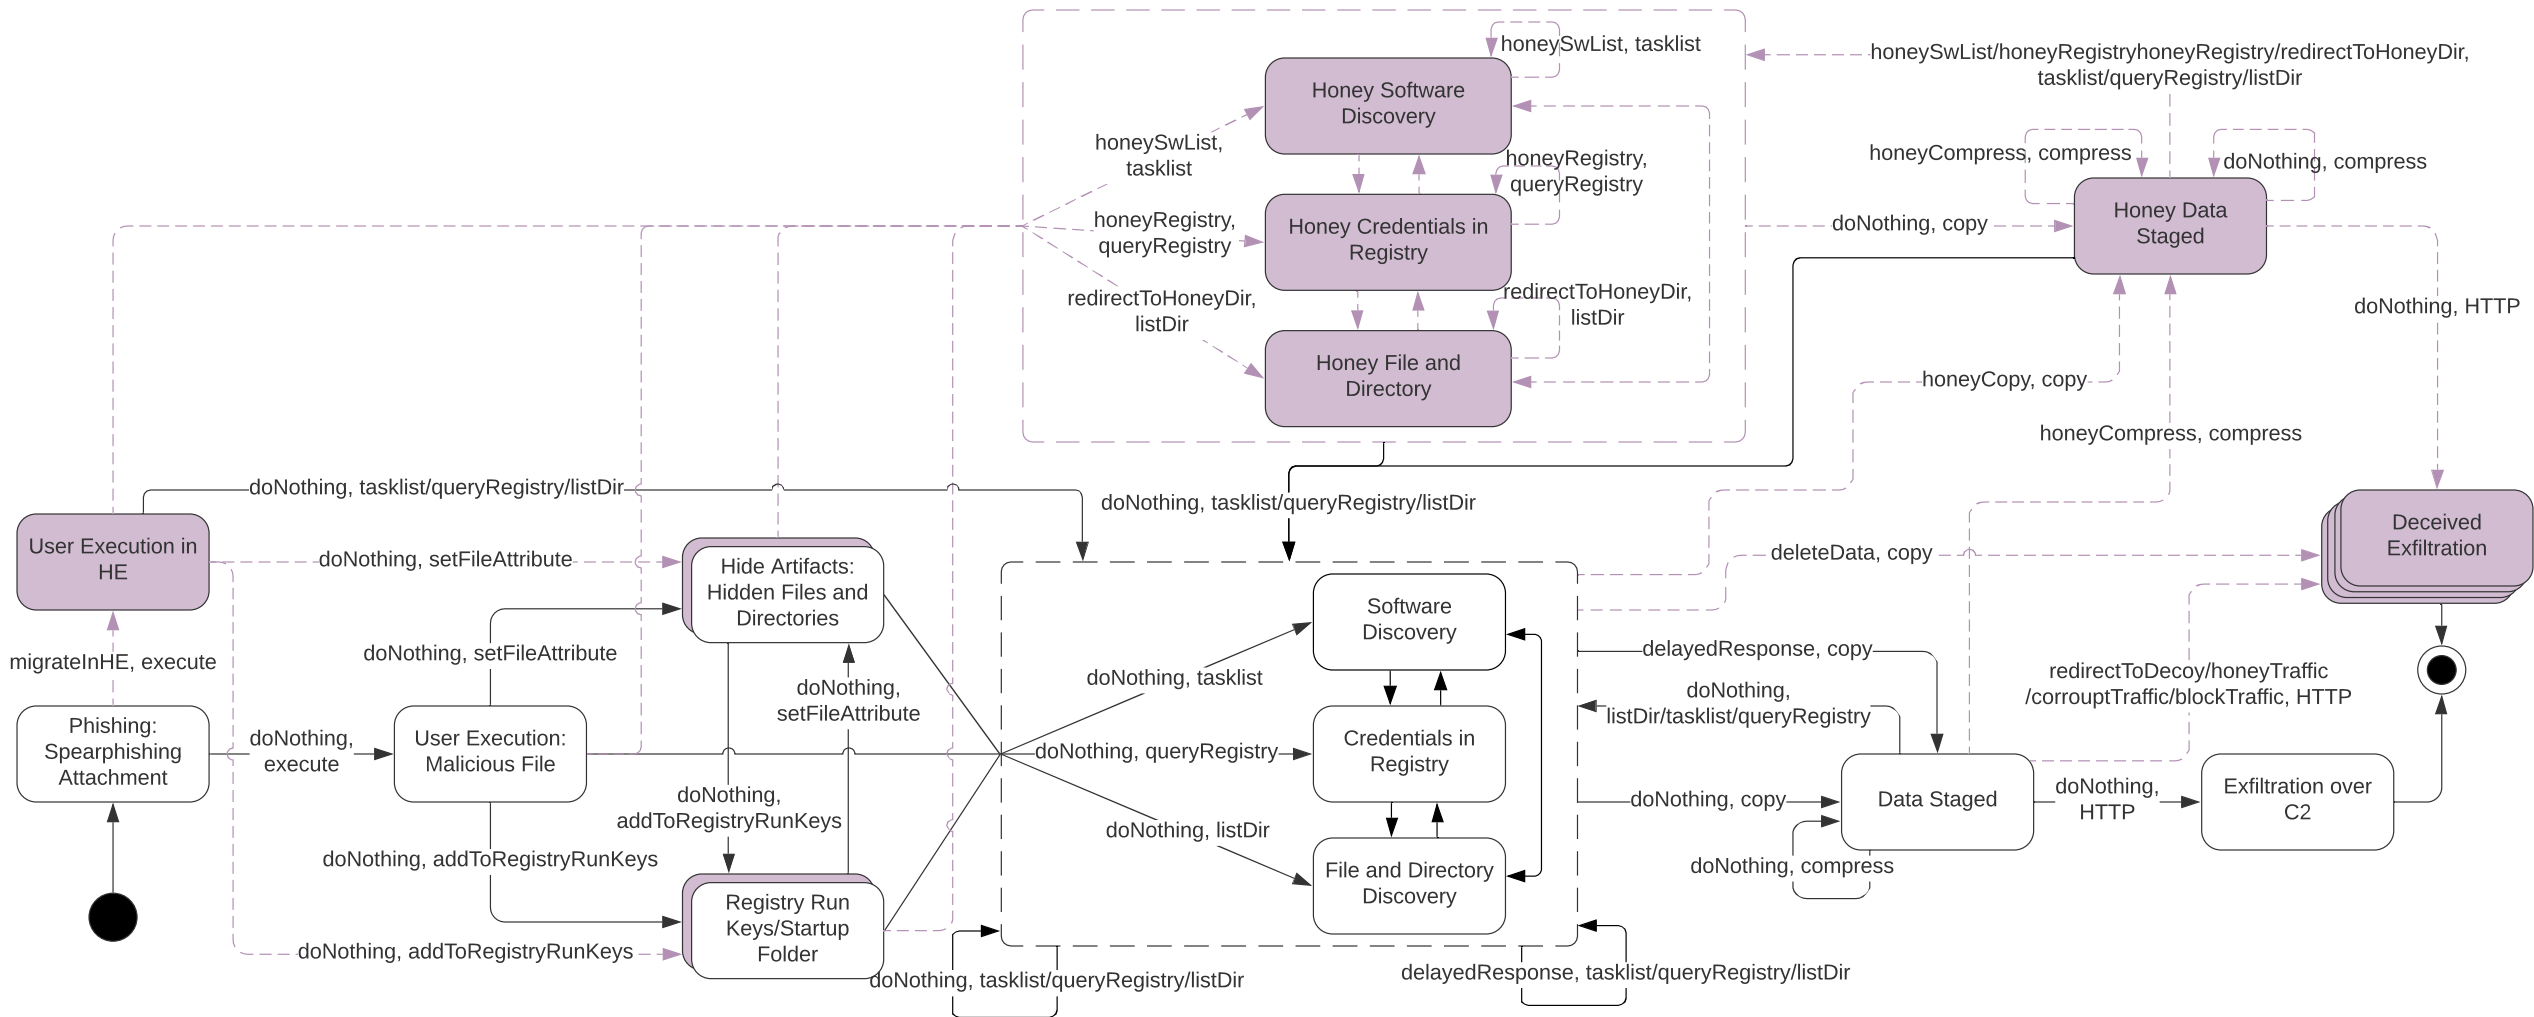 honeySwList, tasklist
honeySwList/honeyRegistryhoneyRegistry/redirectToHoneyDir,
tasklist/queryRegistry/listDir
Honey Software
Discovery
honeySwList,
tasklist
honeyRegistry,
queryRegistry
honeyCompress, compress
doNothing, compress
honeyRegistry,
queryRegistry
Honey Credentials in
Registry
doNothing, copy
Honey Data
Staged
redirectToHoneyDir,
listDir
redirectToHoneyDir,
listDir
doNothing, HTTP
Honey File and
Directory
honeyCopy, copy
honeyCompress, compress
doNothing, tasklist/queryRegistry/listDir
doNothing, tasklist/queryRegistry/listDir
User Execution in
HE
doNothing, setFileAttribute
Hide Artifacts:
Hidden Files and
Directories
Software
Discovery
deleteData, copy
Deceived
Exfiltration
migrateInHE, execute
doNothing, setFileAttribute
doNothing,
setFileAttribute
doNothing, tasklist
delayedResponse, copy
doNothing,
listDir/tasklist/queryRegistry
redirectToDecoy/honeyTraffic
/corrouptTraffic/blockTraffic, HTTP
Phishing:
Spearphishing
Attachment
doNothing,
execute
User Execution:
Malicious File
doNothing, queryRegistry
Credentials in
Registry
doNothing,
addToRegistryRunKeys
doNothing, copy
Data Staged
doNothing,
HTTP
Exfiltration over
C2
doNothing, listDir
doNothing, addToRegistryRunKeys
File and Directory
Discovery
doNothing, compress
Registry Run
Keys/Startup
Folder
doNothing, addToRegistryRunKeys
doNothing, tasklist/queryRegistry/listDir
delayedResponse, tasklist/queryRegistry/listDir